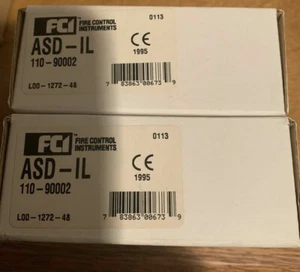 FCI FIRE CONTROL
INSTRUMENTS
0113
ASD-IL
110-90002
CE
1995
L00-1272-48
7 83863 00673 9
FCI FIRE CONTROL
INSTRUMENTS
0113
ASD-IL
110-90002
CE
1995
L00-1272-48
7 83863 00673 9